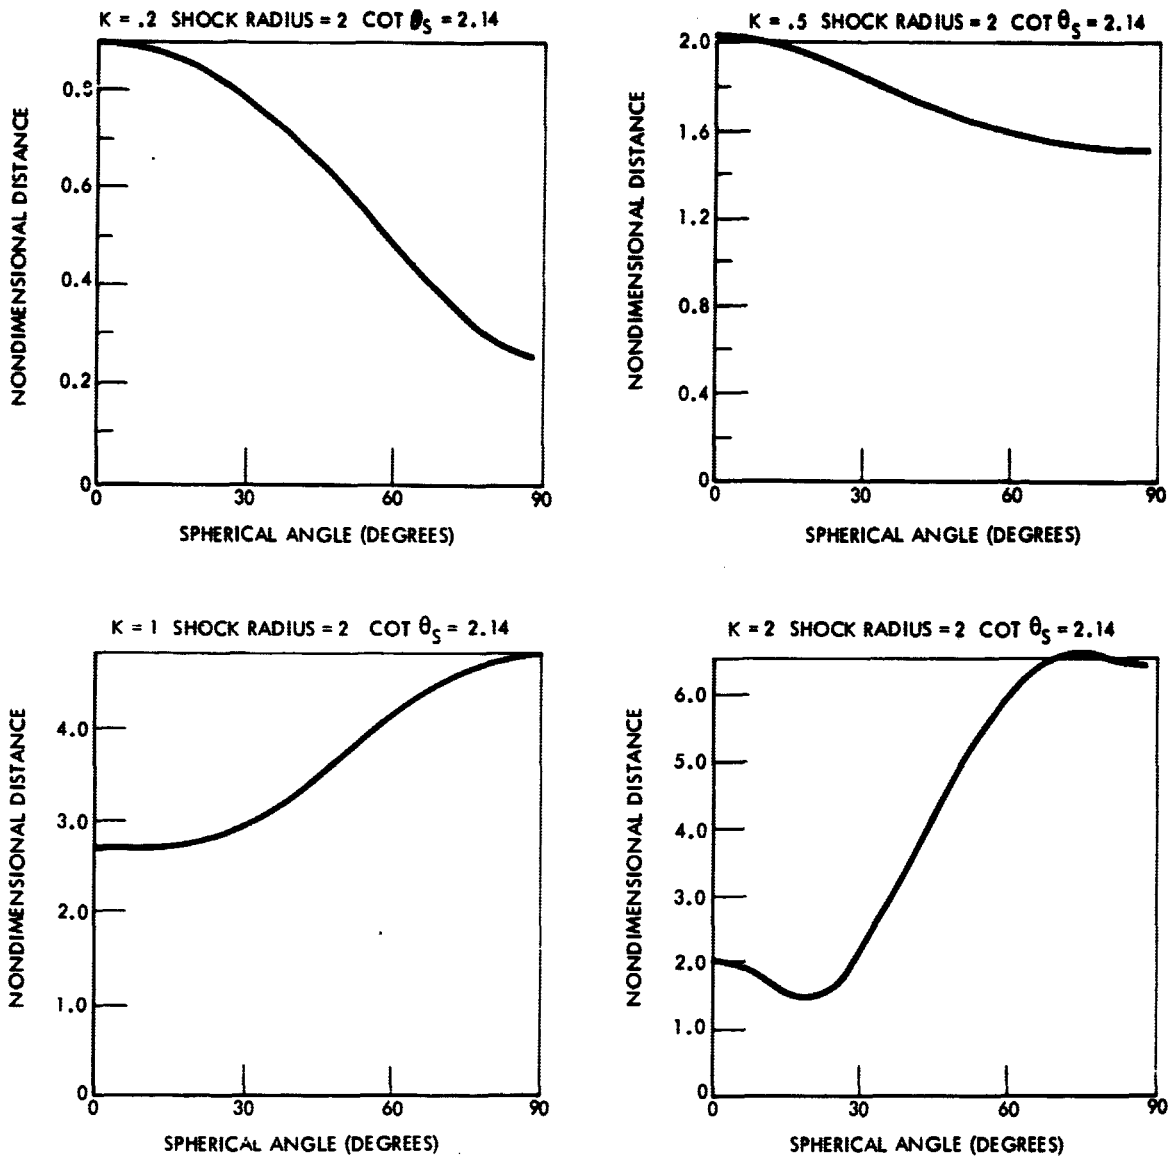 K = .2 SHOCK RADIUS = 2 COT θS = 2.14
NONDIMENSIONAL DISTANCE
0.8
0.6
0.4
0.2
0
0 30 60 90
SPHERICAL ANGLE (DEGREES)
K = .5 SHOCK RADIUS = 2 COT θS = 2.14
NONDIMENSIONAL DISTANCE
2.0
1.6
1.2
0.8
0.4
0
0 30 60 90
SPHERICAL ANGLE (DEGREES)
K = 1 SHOCK RADIUS = 2 COT θS = 2.14
NONDIMENSIONAL DISTANCE
4.0
3.0
2.0
1.0
0
0 30 60 90
SPHERICAL ANGLE (DEGREES)
K = 2 SHOCK RADIUS = 2 COT θS = 2.14
NONDIMENSIONAL DISTANCE
6.0
5.0
4.0
3.0
2.0
1.0
0
0 30 60 90
SPHERICAL ANGLE (DEGREES)